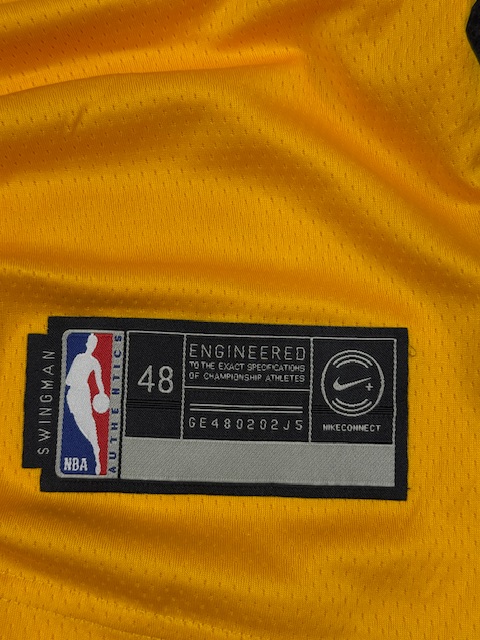 SWINGMAN
NBA
AUTHENTICS
48
ENGINEERED
TO THE EXACT SPECIFICATIONS
OF CHAMPIONSHIP ATHLETES
GE480202J5
NIKECONNECT